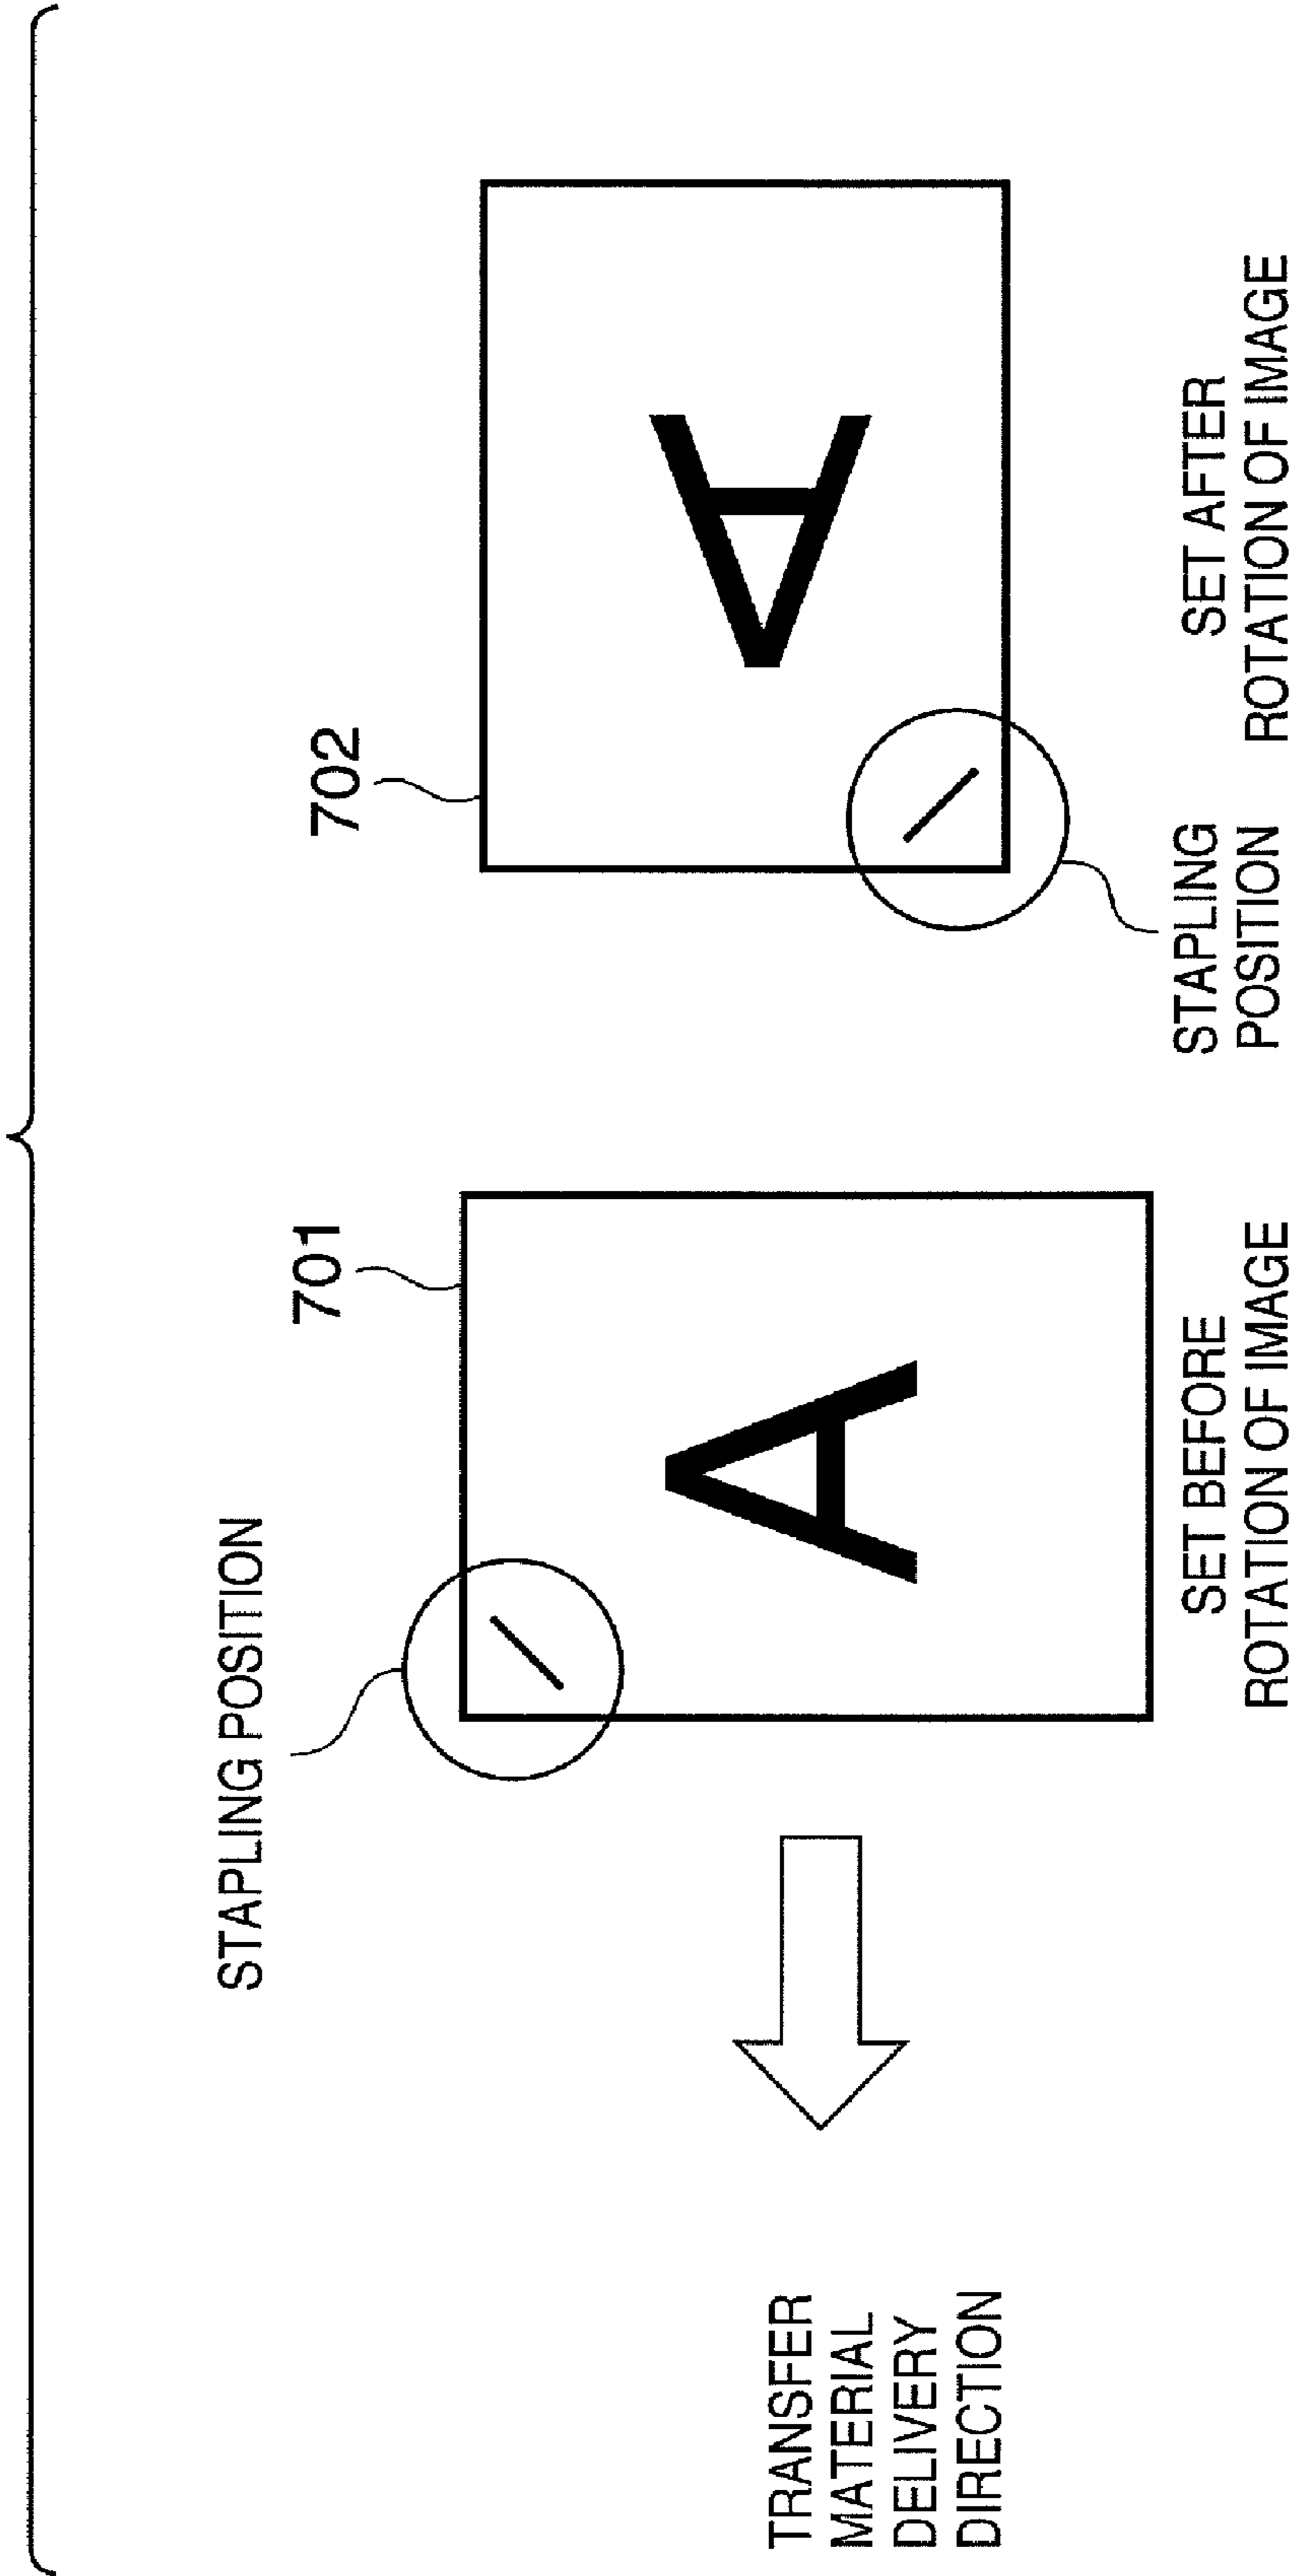 STAPLING POSITION
701
702
A
A
TRANSFER
MATERIAL
DELIVERY
DIRECTION
SET BEFORE
ROTATION OF IMAGE
STAPLING
POSITION
SET AFTER
ROTATION OF IMAGE